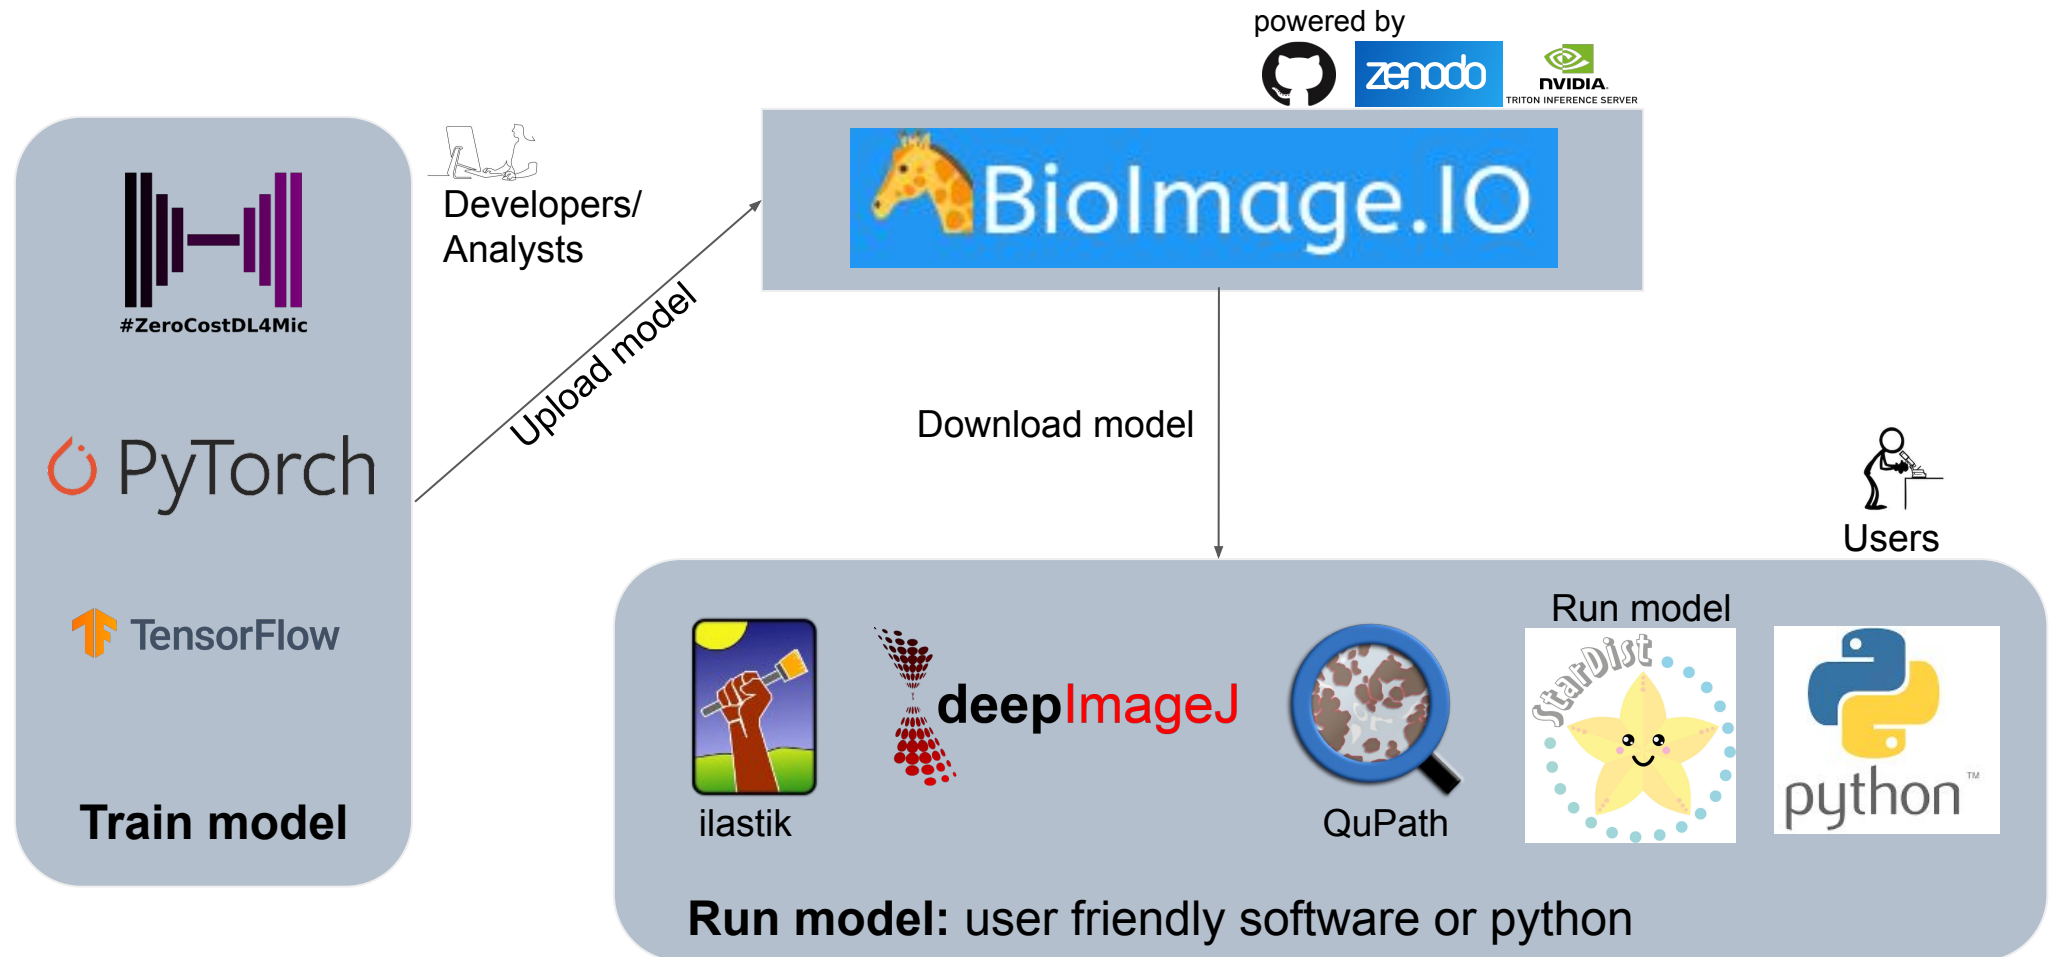 powered by
zenodo
NVIDIA.
TRITON INFERENCE SERVER
BioImage.IO
Developers/
Analysts
#ZeroCostDL4Mic
PyTorch
TensorFlow
Train model
Upload model
Download model
Users
Run model
StarDist
ilastik
deepImageJ
QuPath
python™
Run model: user friendly software or python